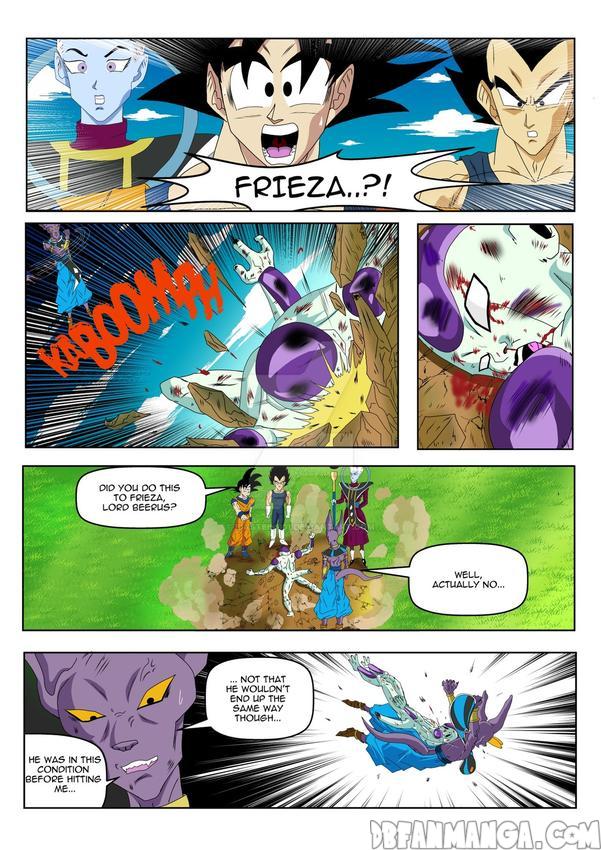 FRIEZA..?!
KABOOMM!!
DID YOU DO THIS
TO FRIEZA,
LORD BEERUS?
WELL,
ACTUALLY NO...
... NOT THAT
HE WOULDN'T
END UP THE
SAME WAY
THOUGH...
HE WAS IN THIS
CONDITION
BEFORE HITTING
ME...
DBFANMANGA.COM